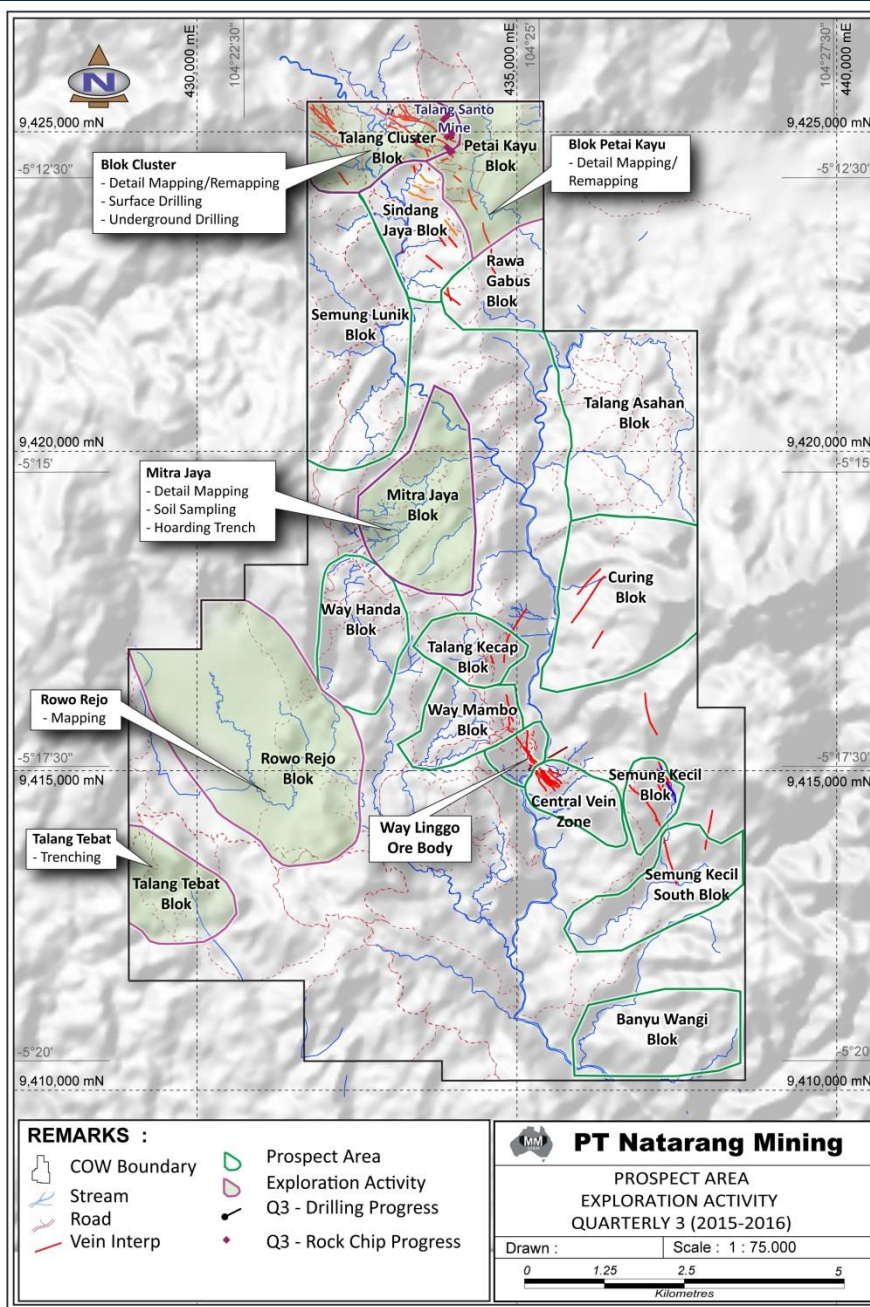 430,000 mE
104°22'30"
435,000 mE
104°25'
104°27'30"
440,000 mE
N
9,425,000 mN
9,425,000 mN
-5°12'30"
-5°12'30"
Talang Santo
Mine
Talang Cluster
Blok
Petai Kayu
Blok
Blok Cluster
- Detail Mapping/Remapping
- Surface Drilling
- Underground Drilling
Blok Petai Kayu
- Detail Mapping/
Remapping
Sindang
Jaya Blok
Rawa
Gabus
Blok
Semung Lunik
Blok
Talang Asahan
Blok
9,420,000 mN
9,420,000 mN
-5°15'
-5°15'
Mitra Jaya
- Detail Mapping
- Soil Sampling
- Hoarding Trench
Mitra Jaya
Blok
Curing
Blok
Way Handa
Blok
Talang Kecap
Blok
Way Mambo
Blok
Rowo Rejo
- Mapping
Rowo Rejo
Blok
-5°17'30"
-5°17'30"
9,415,000 mN
9,415,000 mN
Semung Kecil
Blok
Central Vein
Zone
Way Linggo
Ore Body
Talang Tebat
- Trenching
Talang Tebat
Blok
Semung Kecil
South Blok
Banyu Wangi
Blok
-5°20'
-5°20'
9,410,000 mN
9,410,000 mN
REMARKS :
COW Boundary
Stream
Road
Vein Interp
Prospect Area
Exploration Activity
Q3 - Drilling Progress
Q3 - Rock Chip Progress
MM
PT Natarang Mining
PROSPECT AREA
EXPLORATION ACTIVITY
QUARTERLY 3 (2015-2016)
Drawn :
Scale : 1 : 75.000
0 1.25 2.5 5
Kilometres